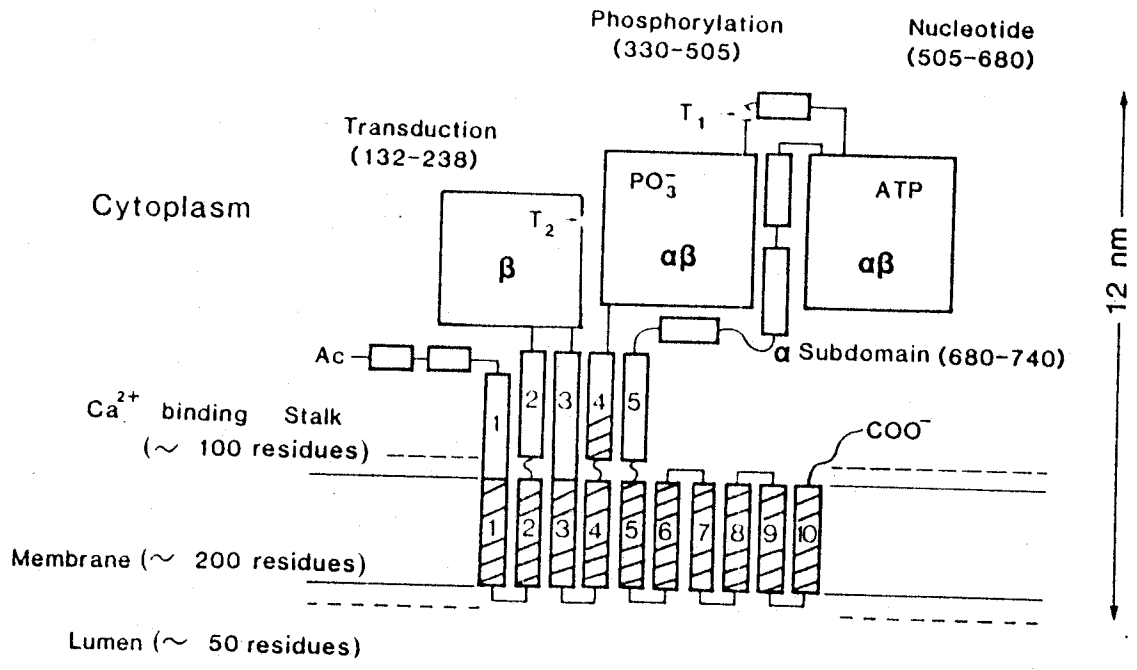 Phosphorylation
(330-505)
Nucleotide
(505-680)
Transduction
(132-238)
T1
PO3-
ATP
Cytoplasm
T2
β
αβ
αβ
12 nm
Ac
α Subdomain (680-740)
Ca2+ binding Stalk
(~ 100 residues)
1
2
3
4
5
COO-
1
2
3
4
5
6
7
8
9
10
Membrane (~ 200 residues)
Lumen (~ 50 residues)